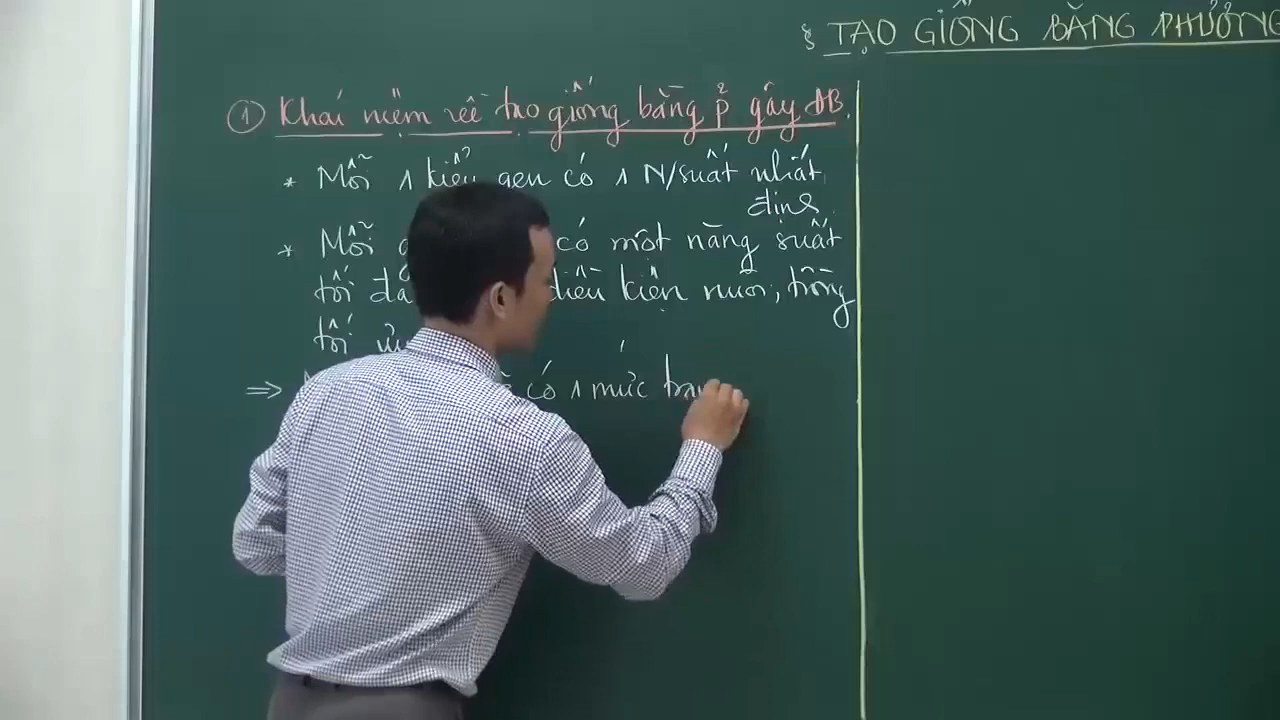 § TẠO GIỐNG BẰNG PHƯƠNG
① Khái niệm về tạo giống bằng p² gây ĐB.
* Mỗi 1 kiểu gen có 1 N/suất nhất
định
* Mỗi có một năng suất
tối đa điều kiện nuôi, trồng
tối ưu
⇒ có 1 mức